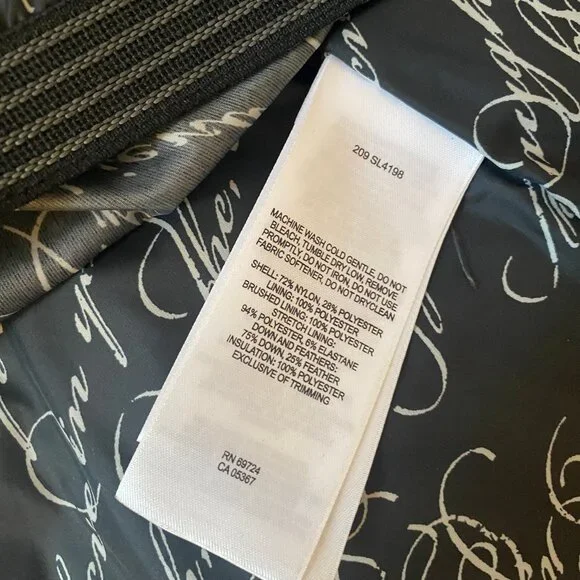 209 SL4198
MACHINE WASH COLD GENTLE, DO NOT
BLEACH, TUMBLE DRY LOW, REMOVE
PROMPTLY, DO NOT IRON, DO NOT USE
FABRIC SOFTENER, DO NOT DRYCLEAN
SHELL: 72% NYLON, 28% POLYESTER
LINING: 100% POLYESTER
BRUSHED LINING: 100% POLYESTER
STRETCH LINING:
94% POLYESTER, 6% ELASTANE
DOWN AND FEATHERS:
75% DOWN, 25% FEATHER
INSULATION: 100% POLYESTER
EXCLUSIVE OF TRIMMING
RN 69724
CA 05367
The
in